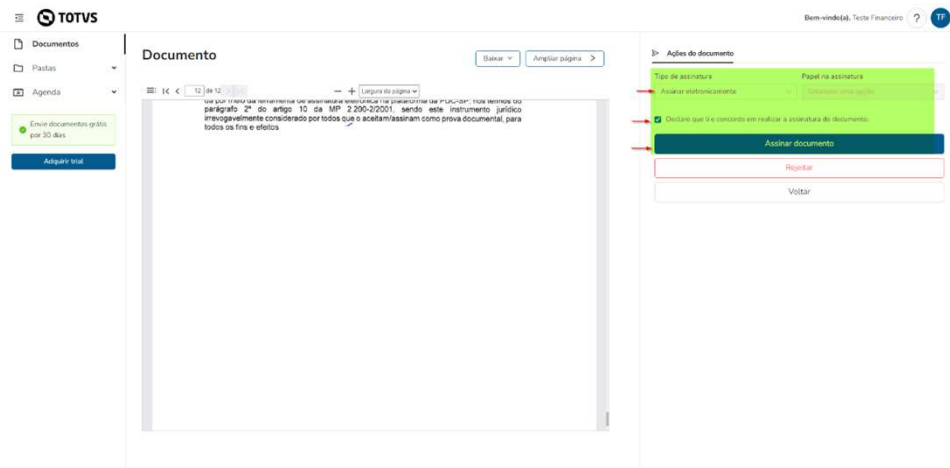 TOTVS
Bem-vindo(a), Teste Financeiro
?
TF
Documentos
Pastas
Agenda
Envie documentos grátis
por 30 dias
Adquirir trial
Documento
Baixar
Ampliar página
12 de 12
Largura da página
da por meio da ferramenta de assinatura eletrônica na plataforma da PUC-SP, nos termos do
parágrafo 2º do artigo 10 da MP 2.200-2/2001, sendo este instrumento jurídico
irrevogavelmente considerado por todos que o aceitam/assinam como prova documental, para
todos os fins e efeitos
Ações do documento
Tipo de assinatura
Papel na assinatura
Assinar eletronicamente
Selecione uma opção
Declaro que li e concordo em realizar a assinatura do documento.
Assinar documento
Rejeitar
Voltar